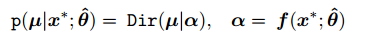 p(μ|x*; θ̂) = Dir(μ|α), α = f(x*; θ̂)